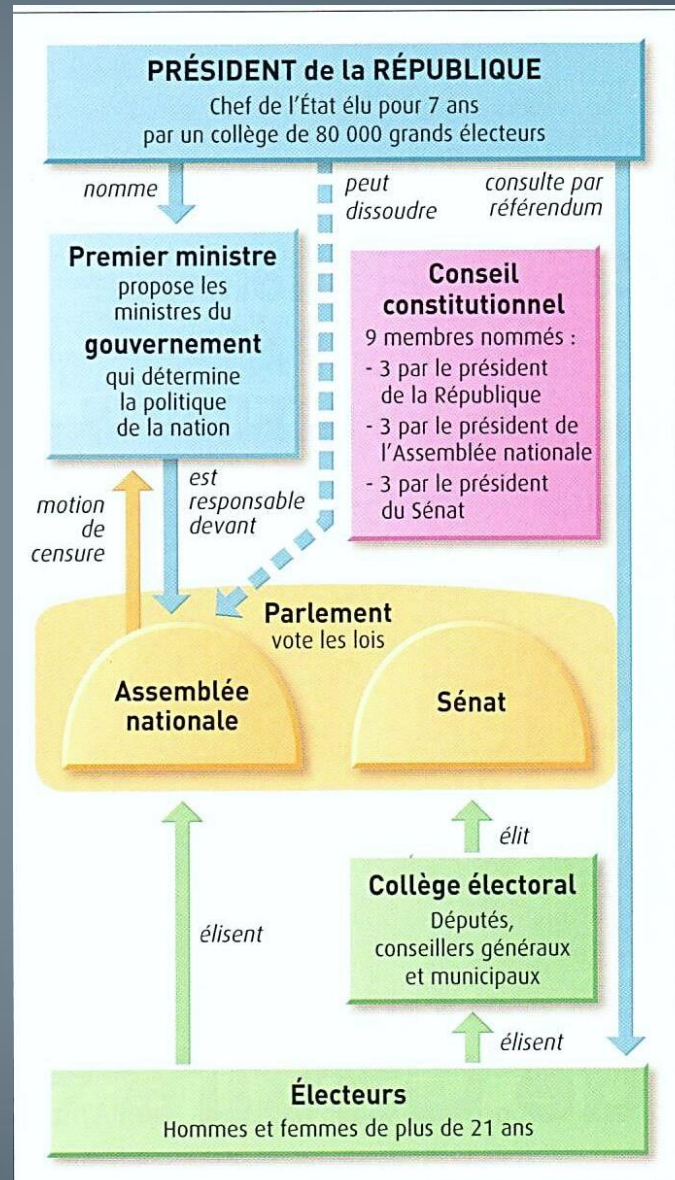 PRÉSIDENT de la RÉPUBLIQUE
Chef de l'État élu pour 7 ans
par un collège de 80 000 grands électeurs
nomme
peut
dissoudre
consulte par
référendum
Premier ministre
propose les
ministres du
gouvernement
qui détermine
la politique
de la nation
Conseil
constitutionnel
9 membres nommés :
- 3 par le président
de la République
- 3 par le président de
l'Assemblée nationale
- 3 par le président
du Sénat
motion
de
censure
est
responsable
devant
Parlement
vote les lois
Assemblée
nationale
Sénat
élisent
élit
Collège électoral
Députés,
conseillers généraux
et municipaux
élisent
Électeurs
Hommes et femmes de plus de 21 ans